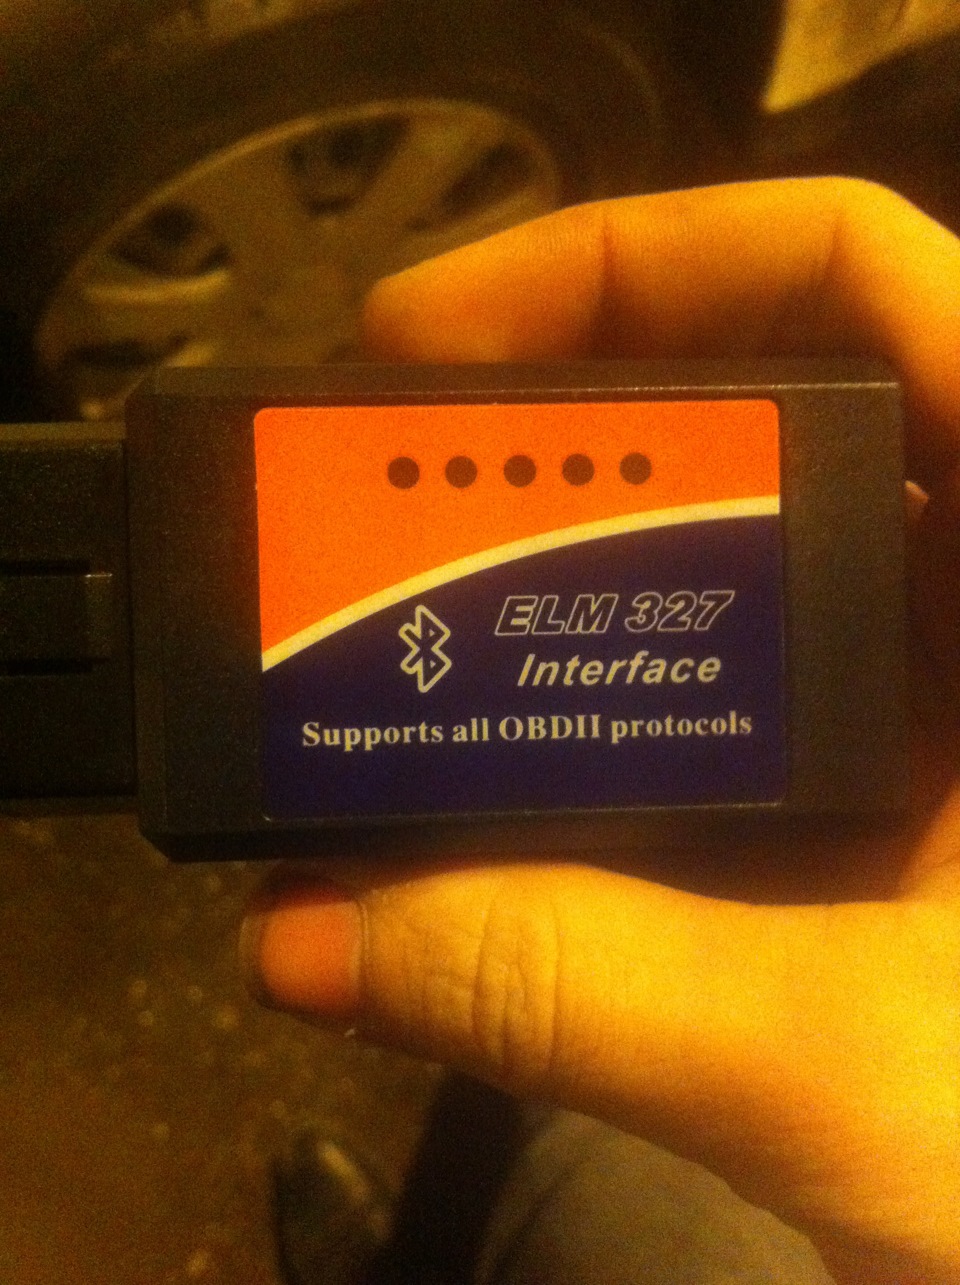 ELM 327
Interface
Supports all OBDII protocols